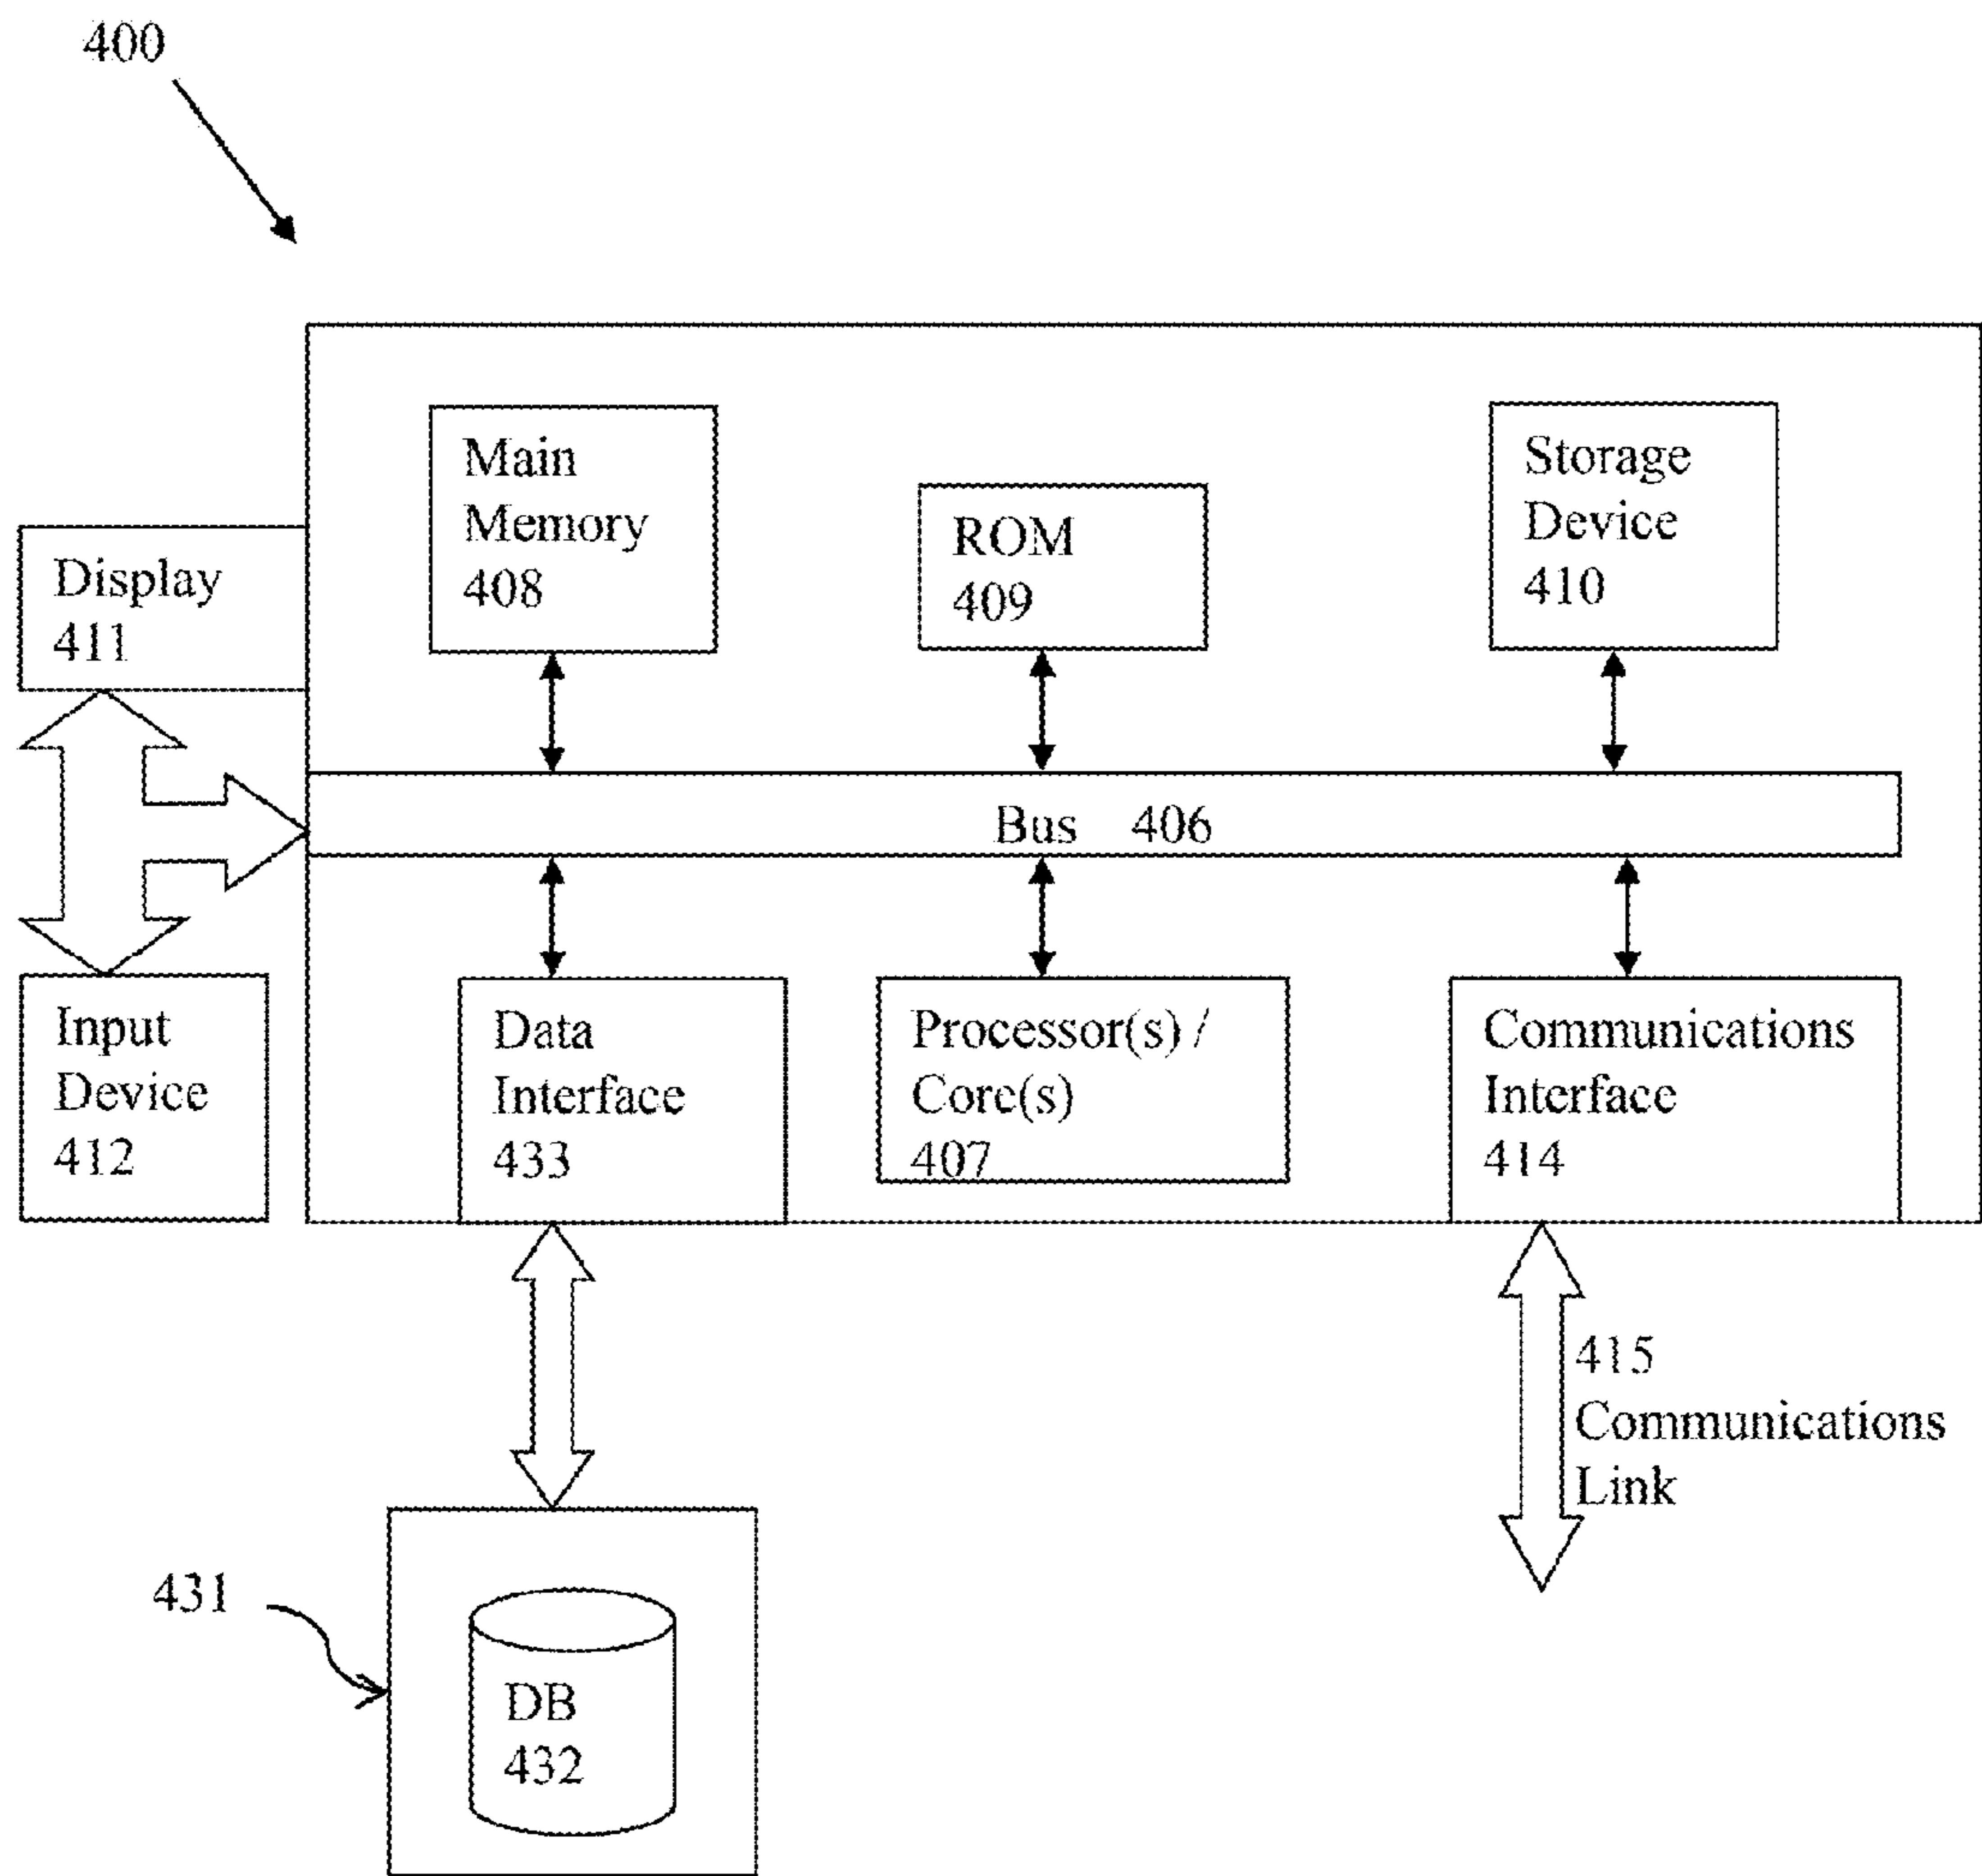 400
Main
Memory
408
ROM
409
Storage
Device
410
Display
411
Bus 406
Input
Device
412
Data
Interface
433
Processor(s) /
Core(s)
407
Communications
Interface
414
415
Communications
Link
431
DB
432